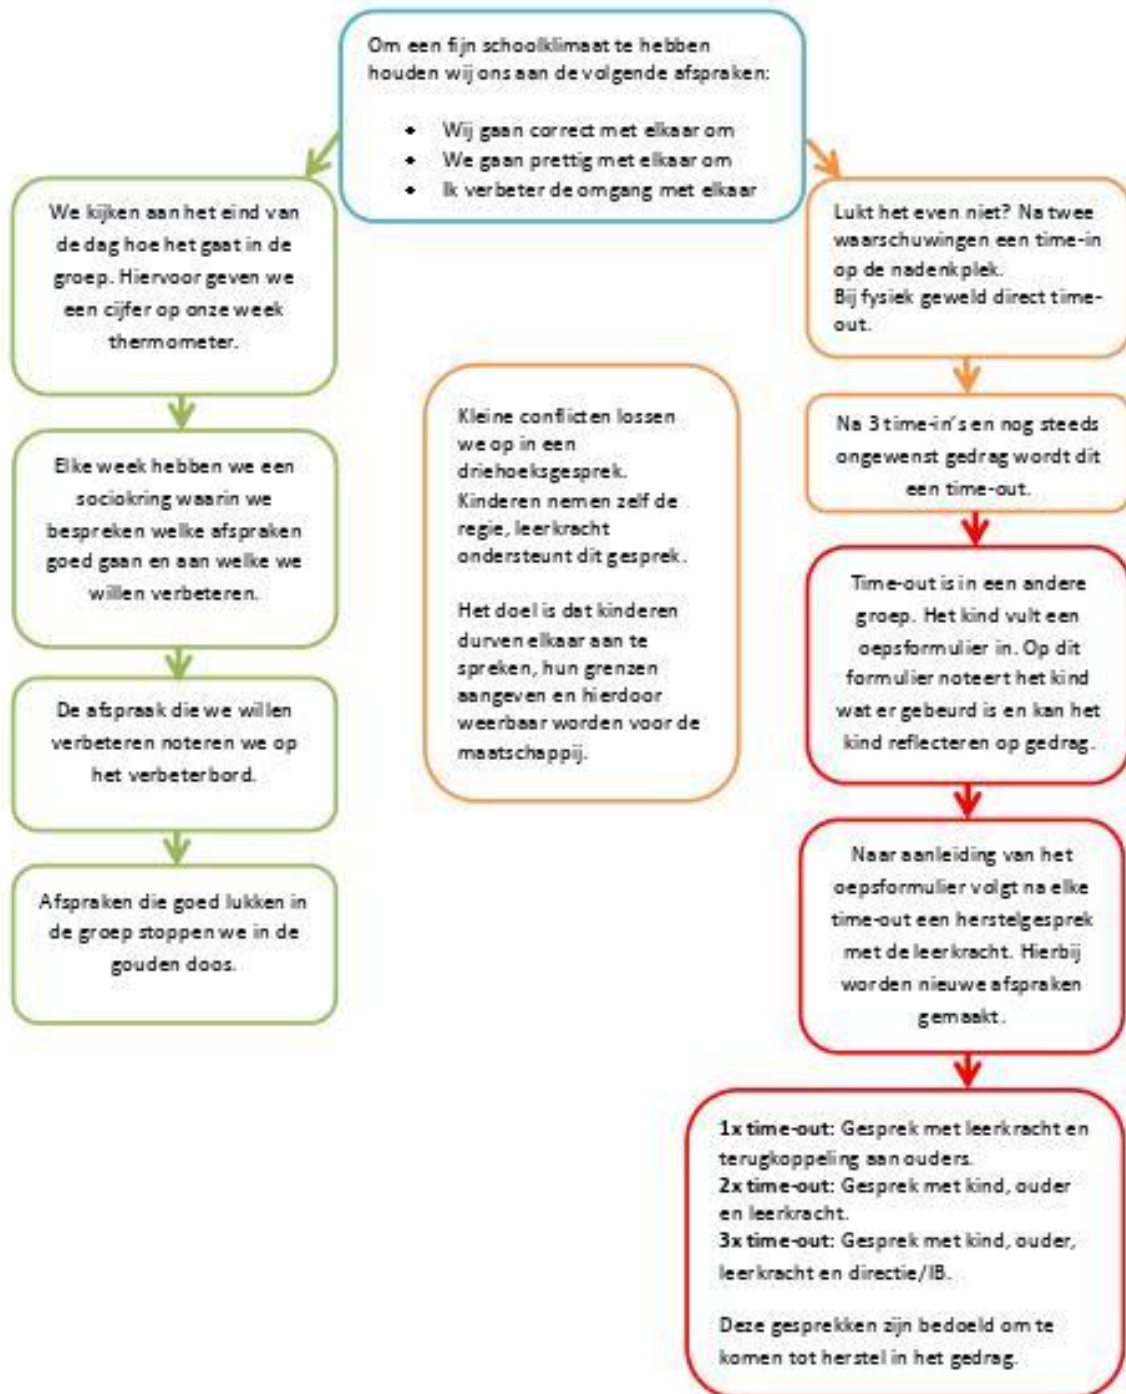 Om een fijn schoolklimaat te hebben
houden wij ons aan de volgende afspraken:
• Wij gaan correct met elkaar om
• We gaan prettig met elkaar om
• Ik verbeter de omgang met elkaar
We kijken aan het eind van
de dag hoe het gaat in de
groep. Hiervoor geven we
een cijfer op onze week
thermometer.
Elke week hebben we een
sociokring waarin we
bespreken welke afspraken
goed gaan en aan welke we
willen verbeteren.
De afspraak die we willen
verbeteren noteren we op
het verbeterbord.
Afspraken die goed lukken in
de groep stoppen we in de
gouden doos.
Kleine conflicten lossen
we op in een
driehoeksgesprek.
Kinderen nemen zelf de
regie, leerkracht
ondersteunt dit gesprek.
Het doel is dat kinderen
durven elkaar aan te
spreken, hun grenzen
aangeven en hierdoor
weerbaar worden voor de
maatschappij.
Lukt het even niet? Na twee
waarschuwingen een time-in
op de nadenkplek.
Bij fysiek geweld direct time-
out.
Na 3 time-in's en nog steeds
ongewenst gedrag wordt dit
een time-out.
Time-out is in een andere
groep. Het kind vult een
oepsformulier in. Op dit
formulier noteert het kind
wat er gebeurd is en kan het
kind reflecteren op gedrag.
Naar aanleiding van het
oepsformulier volgt na elke
time-out een herstelgesprek
met de leerkracht. Hierbij
worden nieuwe afspraken
gemaakt.
1x time-out: Gesprek met leerkracht en
terugkoppeling aan ouders.
2x time-out: Gesprek met kind, ouder
en leerkracht.
3x time-out: Gesprek met kind, ouder,
leerkracht en directie/IB.
Deze gesprekken zijn bedoeld om te
komen tot herstel in het gedrag.